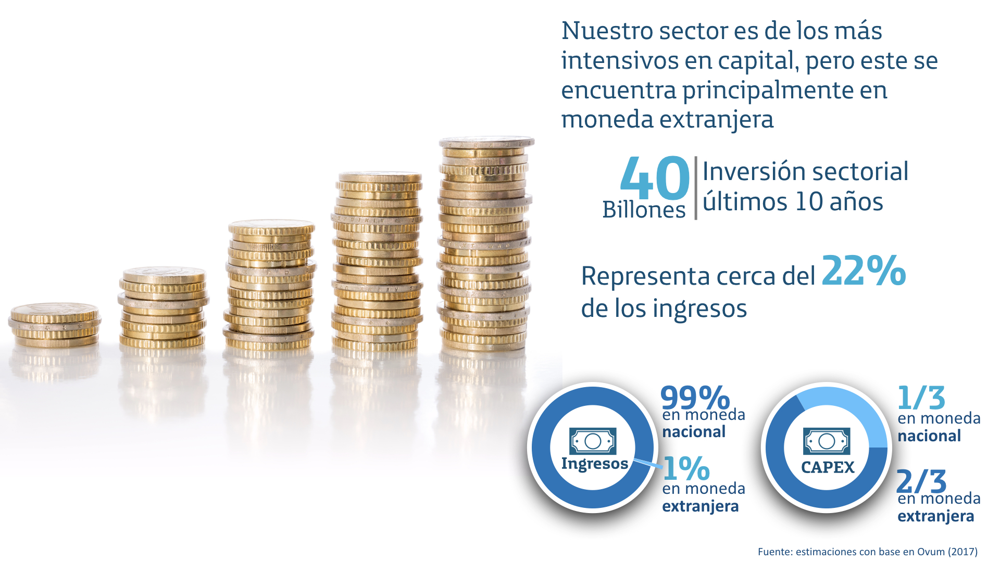 Nuestro sector es de los más
intensivos en capital, pero este se
encuentra principalmente en
moneda extranjera
40
Billones
Inversión sectorial
últimos 10 años
Representa cerca del 22%
de los ingresos
Ingresos
99%
en moneda
nacional
1%
en moneda
extranjera
CAPEX
1/3
en moneda
nacional
2/3
en moneda
extranjera
Fuente: estimaciones con base en Ovum (2017)